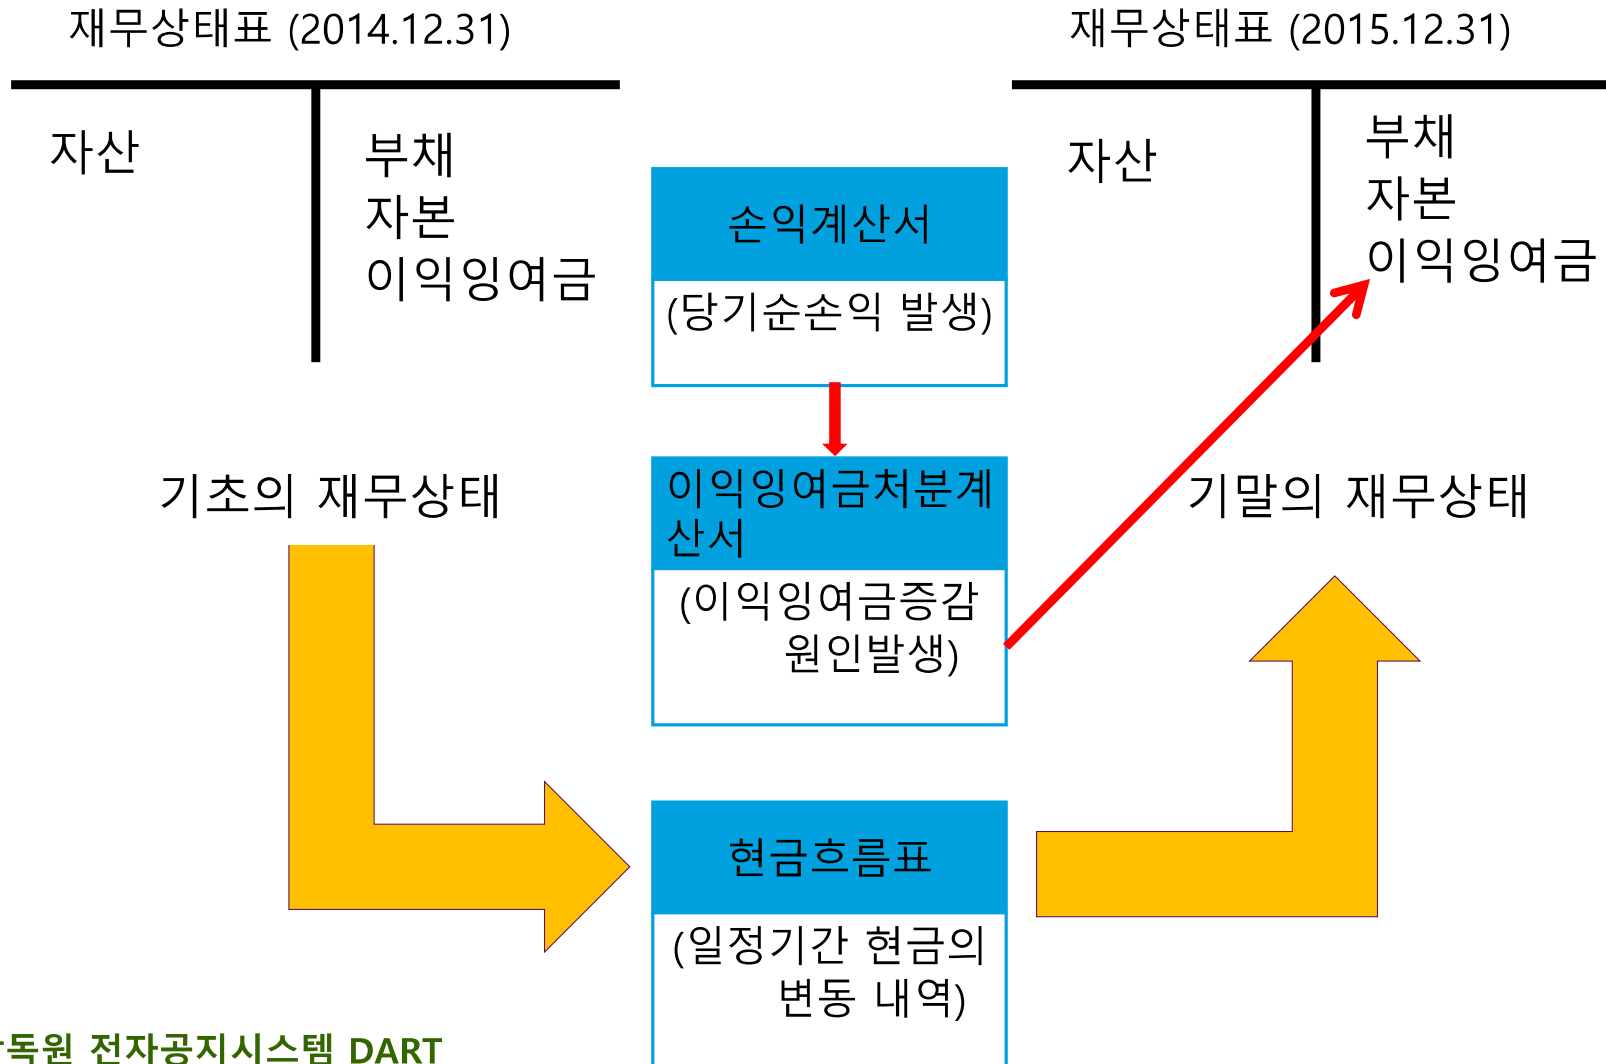 재무상태표 (2014.12.31)
자산
부채
자본
이익잉여금
기초의 재무상태
손익계산서
(당기순손익 발생)
이익잉여금처분계
산서
(이익잉여금증감
원인발생)
현금흐름표
(일정기간 현금의
변동 내역)
재무상태표 (2015.12.31)
자산
부채
자본
이익잉여금
기말의 재무상태
전자공지시스템 DART